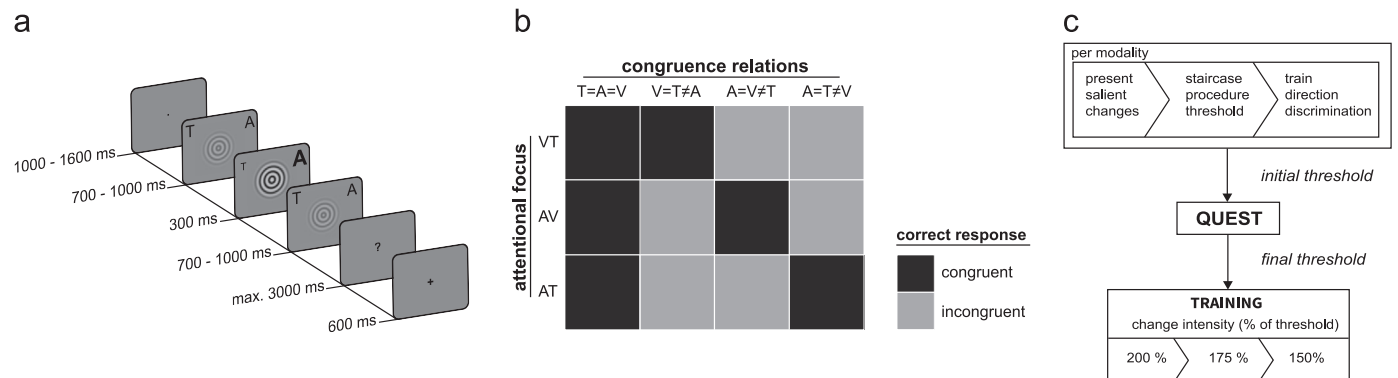 a
1000 - 1600 ms
T A
700 - 1000 ms
T A
300 ms
T A
700 - 1000 ms
?
max. 3000 ms
+
600 ms
b
congruence relations
T=A=V V=T≠A A=V≠T A=T≠V
attentional focus
VT
AV
AT
correct response
congruent
incongruent
c
per modality
present
salient
changes
staircase
procedure
threshold
train
direction
discrimination
initial threshold
QUEST
final threshold
TRAINING
change intensity (% of threshold)
200 % 175 % 150%